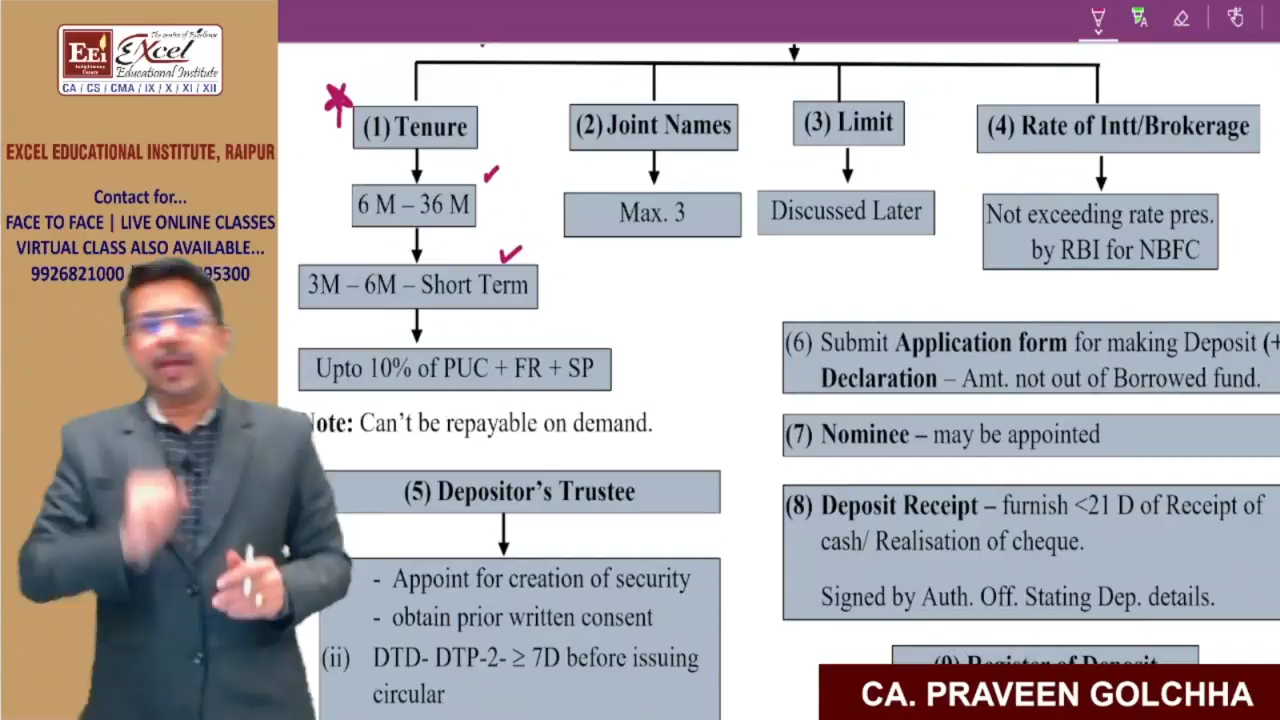 The centre of Excellence
EEi
EXcel
Educational Institute
CA / CS / CMA / IX / X / XI / XII
EXCEL EDUCATIONAL INSTITUTE, RAIPUR
Contact for...
FACE TO FACE | LIVE ONLINE CLASSES
VIRTUAL CLASS ALSO AVAILABLE...
9926821000 / 95300
(1) Tenure
6 M – 36 M
3M – 6M – Short Term
Upto 10% of PUC + FR + SP
Note: Can't be repayable on demand.
(2) Joint Names
Max. 3
(3) Limit
Discussed Later
(4) Rate of Intt/Brokerage
Not exceeding rate pres.
by RBI for NBFC
(5) Depositor's Trustee
- Appoint for creation of security
- obtain prior written consent
(ii) DTD- DTP-2- ≥ 7D before issuing
circular
(6) Submit Application form for making Deposit (+
Declaration – Amt. not out of Borrowed fund.
(7) Nominee – may be appointed
(8) Deposit Receipt – furnish <21 D of Receipt of
cash/ Realisation of cheque.
Signed by Auth. Off. Stating Dep. details.
(9) Register of Deposit
CA. PRAVEEN GOLCHHA